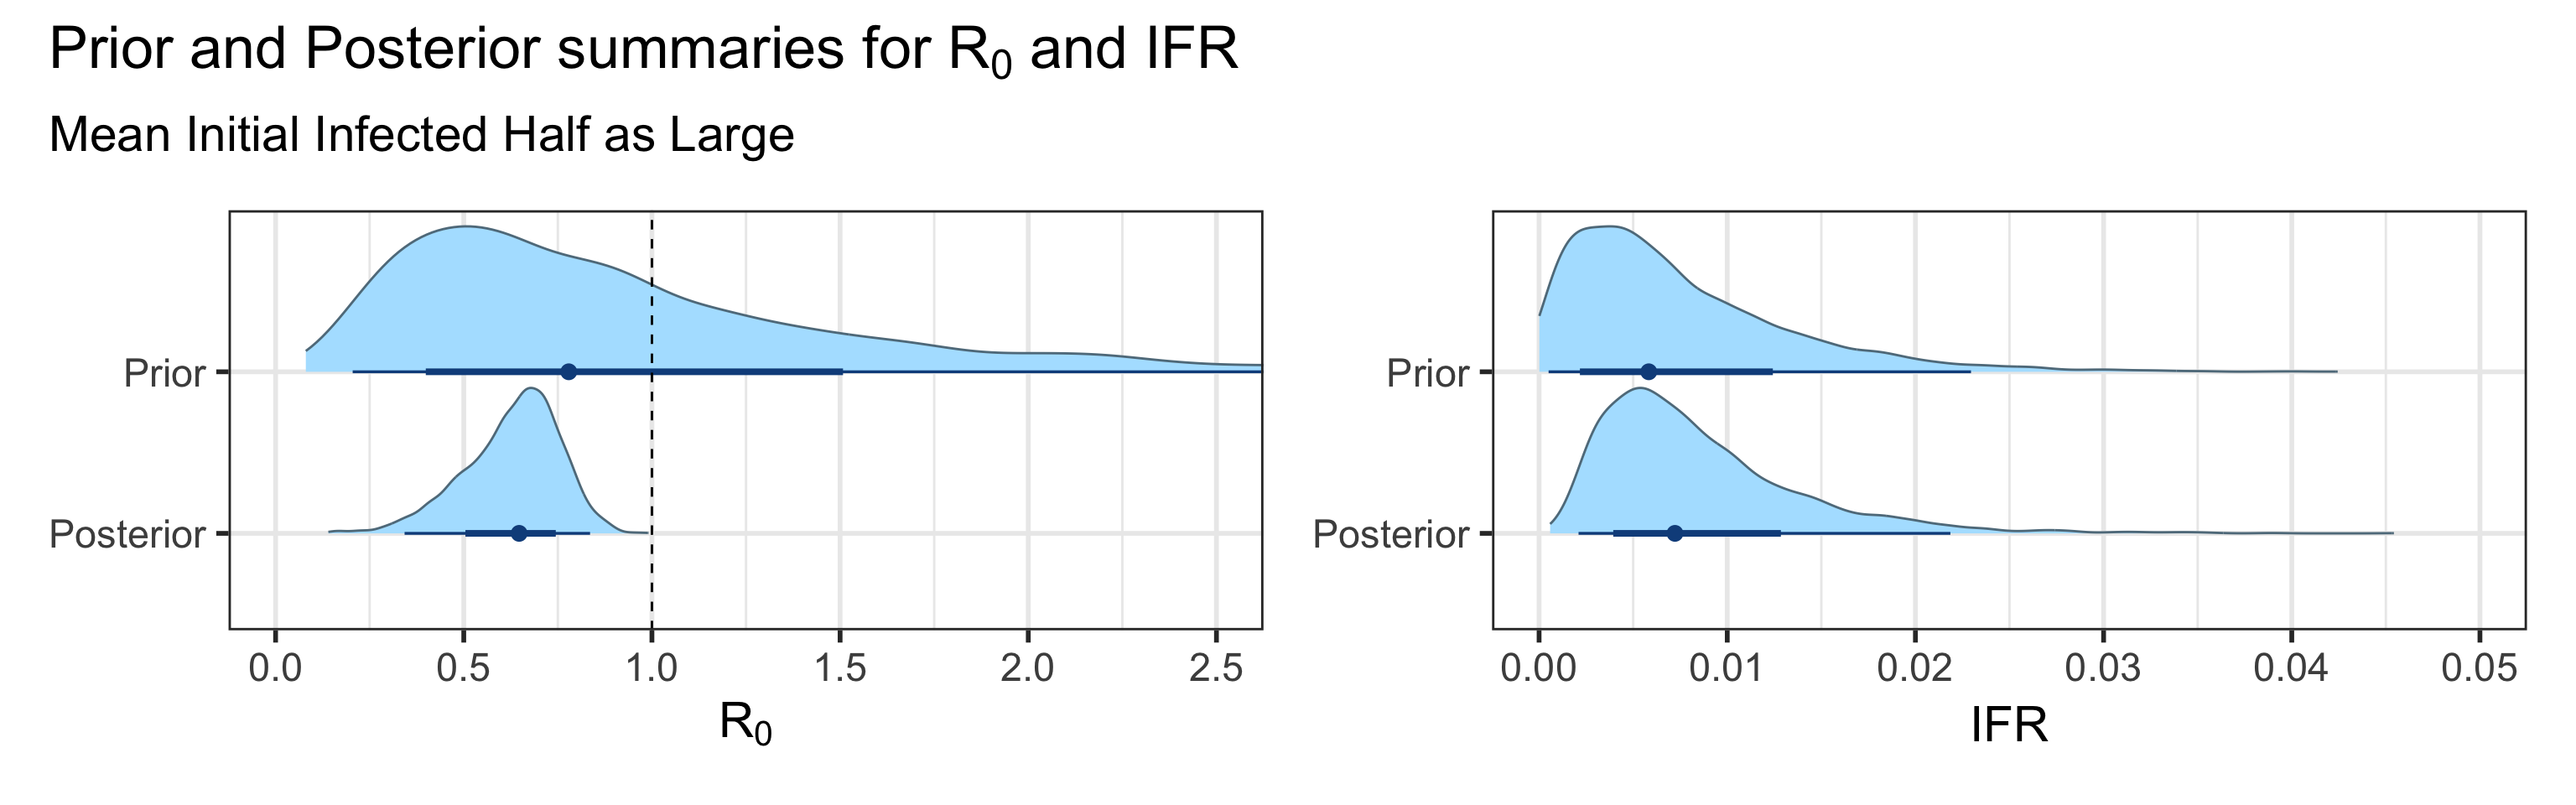 Prior and Posterior summaries for R₀ and IFR
Mean Initial Infected Half as Large
Prior
Posterior
0.0 0.5 1.0 1.5 2.0 2.5
R₀
Prior
Posterior
0.00 0.01 0.02 0.03 0.04 0.05
IFR